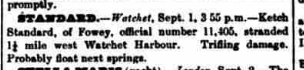 promptly.
STANDARD.—Watchet, Sept. 1, 3 55 p.m.—Ketch
Standard, of Fowey, official number 11,405, stranded
1¼ mile west Watchet Harbour. Trifling damage.
Probably float next springs.